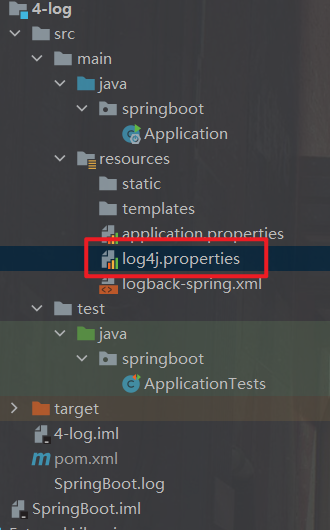 4-log
src
main
java
springboot
Application
resources
static
templates
application.properties
log4j.properties
logback-spring.xml
test
java
springboot
ApplicationTests
target
4-log.iml
pom.xml
SpringBoot.log
SpringBoot.iml